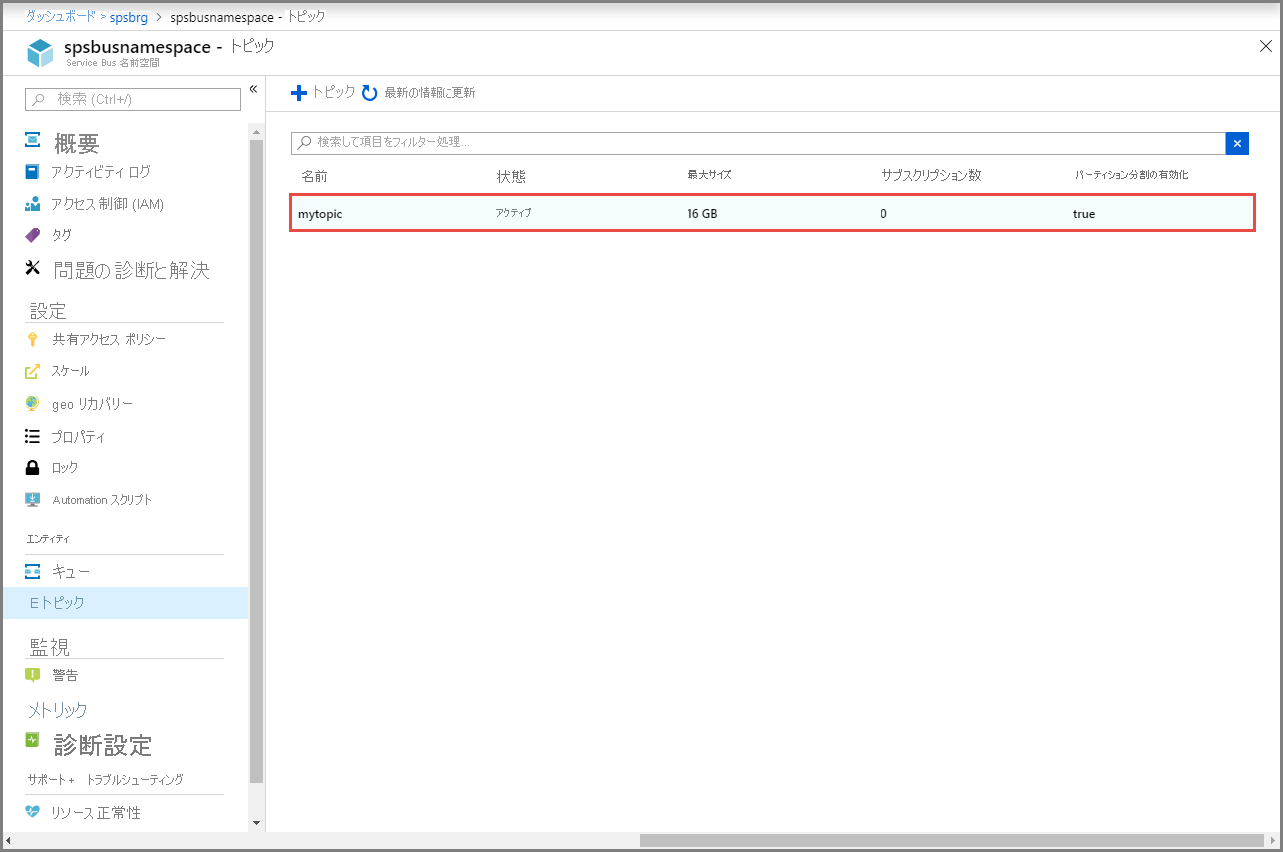 ダッシュボード > spsbrg > spsbusnamespace - トピック
spsbusnamespace - トピック
Service Bus 名前空間
検索 (Ctrl+/)
概要
アクティビティ ログ
アクセス制御 (IAM)
タグ
問題の診断と解決
設定
共有アクセス ポリシー
スケール
geo リカバリー
プロパティ
ロック
Automation スクリプト
エンティティ
キュー
E トピック
監視
警告
メトリック
診断設定
サポート + トラブルシューティング
リソース正常性
トピック 最新の情報に更新
検索して項目をフィルター処理...
名前 状態 最大サイズ サブスクリプション数 パーティション分割の有効化
mytopic アクティブ 16 GB 0 true